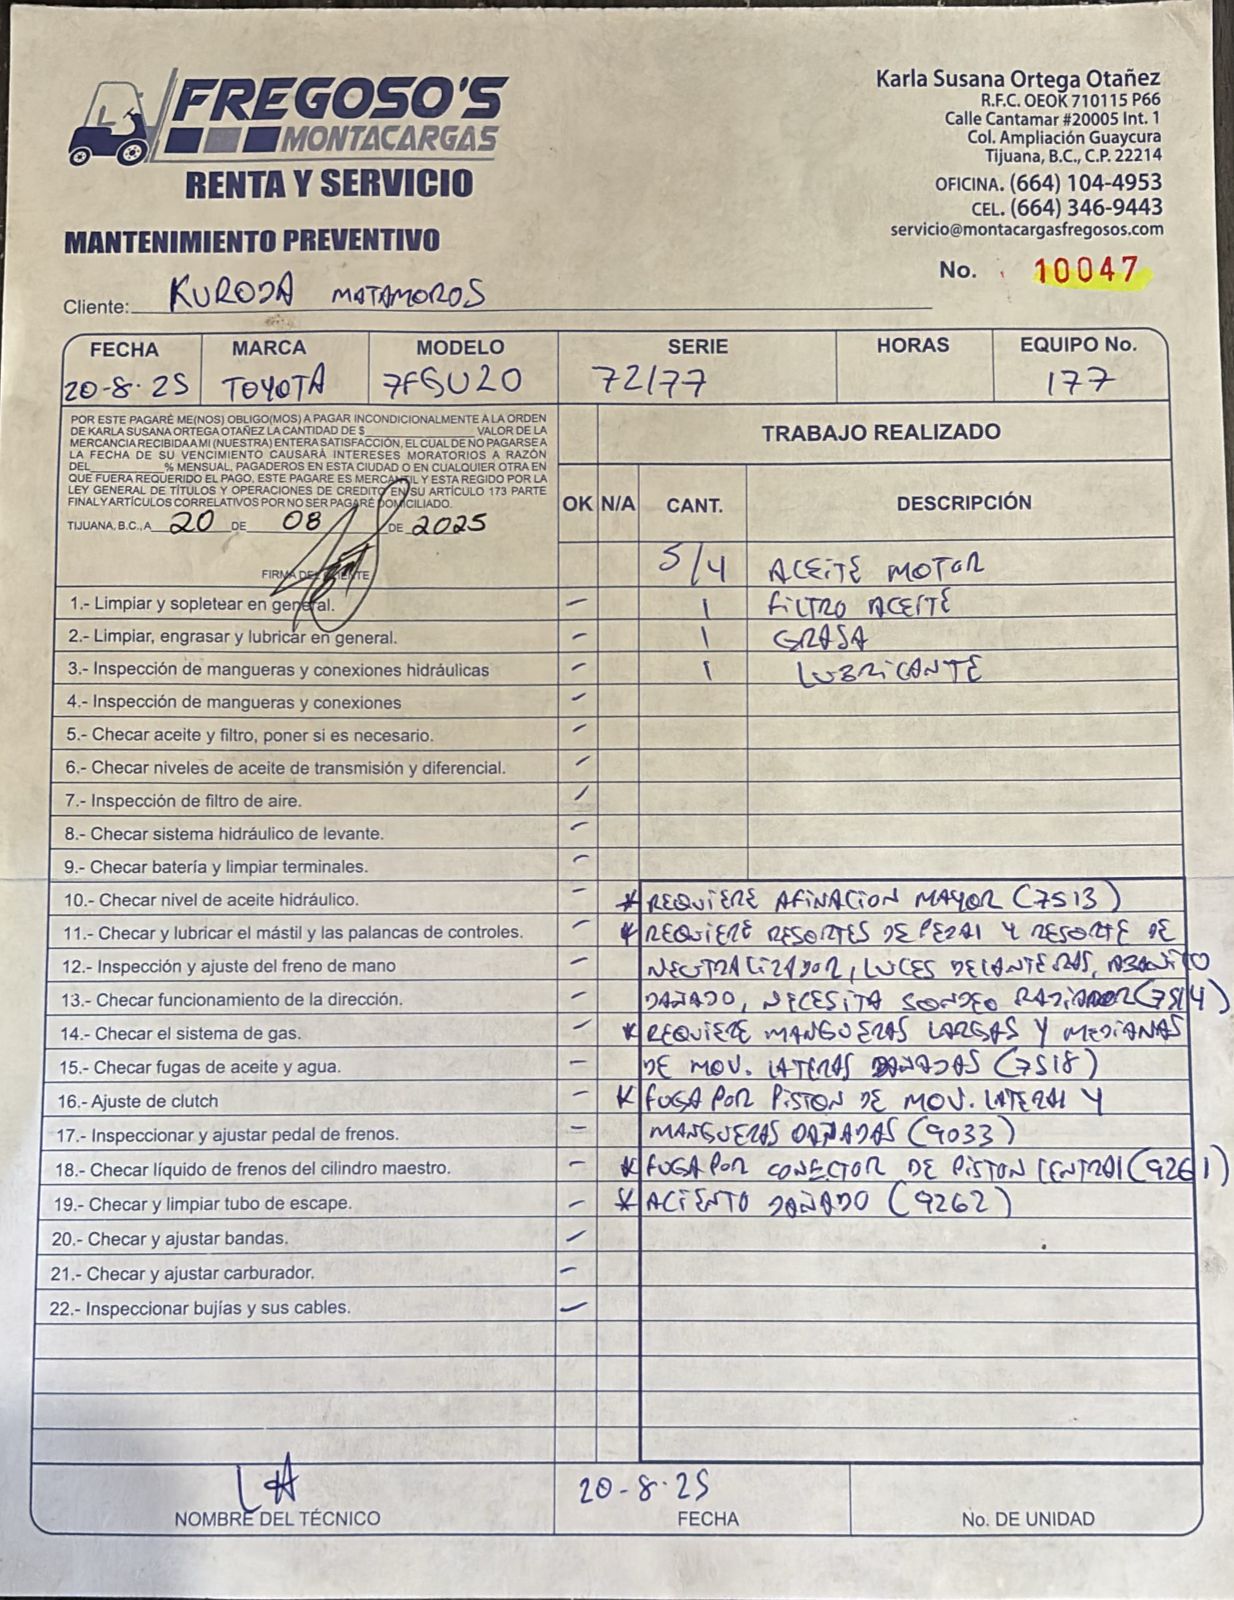 FREGOSO'S
MONTACARGAS
RENTA Y SERVICIO
MANTENIMIENTO PREVENTIVO
Karla Susana Ortega Otañez
R.F.C. OEOK 710115 P66
Calle Cantamar #20005 Int. 1
Col. Ampliación Guaycura
Tijuana, B.C., C.P. 22214
OFICINA. (664) 104-4953
CEL. (664) 346-9443
servicio@montacargasfregosos.com
No. 10047
Cliente: KURODA MATAMOROS
FECHA MARCA MODELO SERIE HORAS EQUIPO No.
20-8-25 TOYOTA 7FGU20 72177 177
POR ESTE PAGARÉ ME(NOS) OBLIGO(MOS) A PAGAR INCONDICIONALMENTE A LA ORDEN
DE KARLA SUSANA ORTEGA OTAÑEZ LA CANTIDAD DE $ VALOR DE LA
MERCANCIA RECIBIDA A MI (NUESTRA) ENTERA SATISFACCIÓN, EL CUAL DE NO PAGARSE A
LA FECHA DE SU VENCIMIENTO CAUSARÁ INTERESES MORATORIOS A RAZÓN
DEL % MENSUAL, PAGADEROS EN ESTA CIUDAD O EN CUALQUIER OTRA EN
QUE FUERA REQUERIDO EL PAGO, ESTE PAGARE ES MERCANTIL Y ESTA REGIDO POR LA
LEY GENERAL DE TÍTULOS Y OPERACIONES DE CREDITO EN SU ARTÍCULO 173 PARTE
FINAL Y ARTÍCULOS CORRELATIVOS POR NO SER PAGARÉ DOMICILIADO.
TIJUANA, B.C., A 20 DE 08 DE 2025
FIRMA DEL CLIENTE
TRABAJO REALIZADO
OK N/A CANT. DESCRIPCIÓN
5/4 ACEITE MOTOR
1.- Limpiar y sopletear en general. 1 FILTRO ACEITE
2.- Limpiar, engrasar y lubricar en general. 1 GRASA
3.- Inspección de mangueras y conexiones hidráulicas 1 LUBRICANTE
4.- Inspección de mangueras y conexiones
5.- Checar aceite y filtro, poner si es necesario.
6.- Checar niveles de aceite de transmisión y diferencial.
7.- Inspección de filtro de aire.
8.- Checar sistema hidráulico de levante.
9.- Checar batería y limpiar terminales.
10.- Checar nivel de aceite hidráulico. * REQUIERE AFINACION MAYOR (7513)
11.- Checar y lubricar el mástil y las palancas de controles. * REQUIERE RESORTES DE PEDAL Y RESORTE DE
12.- Inspección y ajuste del freno de mano NEUTRALIZADOR, LUCES DELANTERAS, ABANICO
13.- Checar funcionamiento de la dirección. DAÑADO, NECESITA SONDEO RADIADOR (7514)
14.- Checar el sistema de gas. * REQUIERE MANGUERAS LARGAS Y MEDIANAS
15.- Checar fugas de aceite y agua. DE MOV. LATERAS DAÑADAS (7518)
16.- Ajuste de clutch * FUGA POR PISTON DE MOV. LATERAL Y
17.- Inspeccionar y ajustar pedal de frenos. MANGUERAS DAÑADAS (9033)
18.- Checar líquido de frenos del cilindro maestro. * FUGA POR CONECTOR DE PISTON CENTRAL (9261)
19.- Checar y limpiar tubo de escape. * ACIENTO DAÑADO (9262)
20.- Checar y ajustar bandas.
21.- Checar y ajustar carburador.
22.- Inspeccionar bujías y sus cables.
20-8-25
NOMBRE DEL TÉCNICO FECHA No. DE UNIDAD